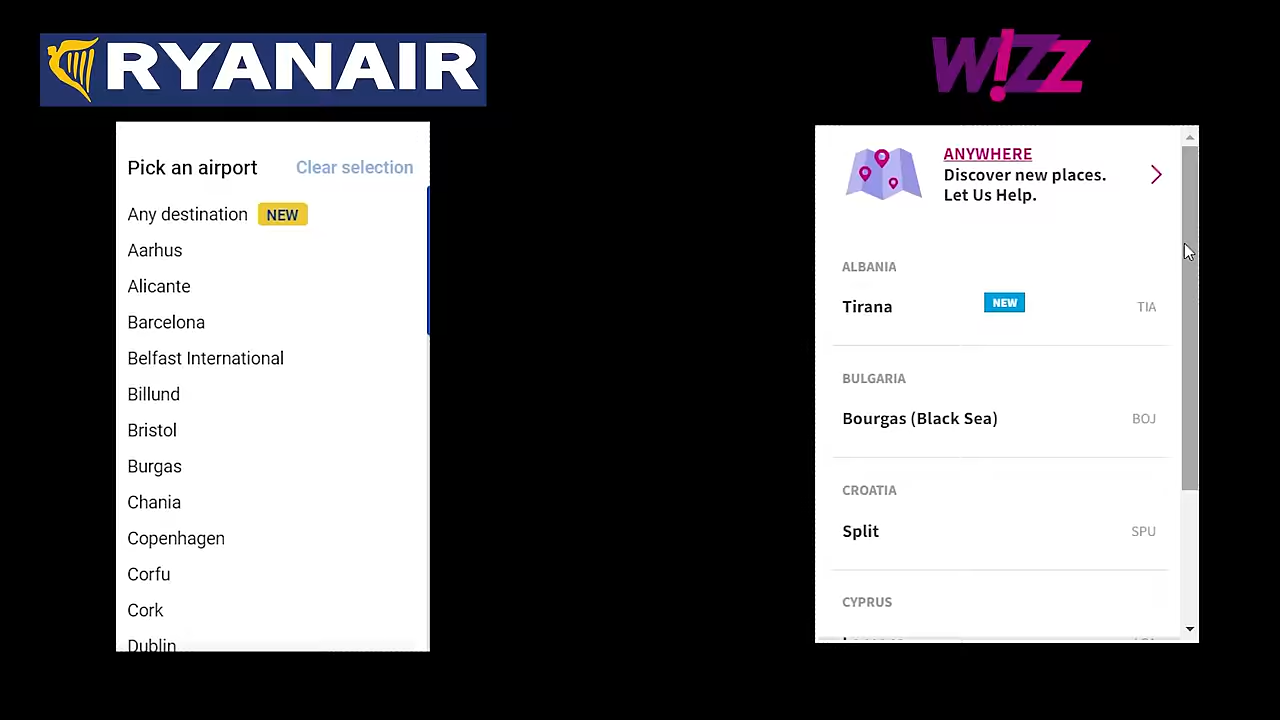 RYANAIR
Pick an airport Clear selection
Any destination NEW
Aarhus
Alicante
Barcelona
Belfast International
Billund
Bristol
Burgas
Chania
Copenhagen
Corfu
Cork
Dublin
W!ZZ
ANYWHERE
Discover new places.
Let Us Help.
ALBANIA
Tirana NEW TIA
BULGARIA
Bourgas (Black Sea) BOJ
CROATIA
Split SPU
CYPRUS